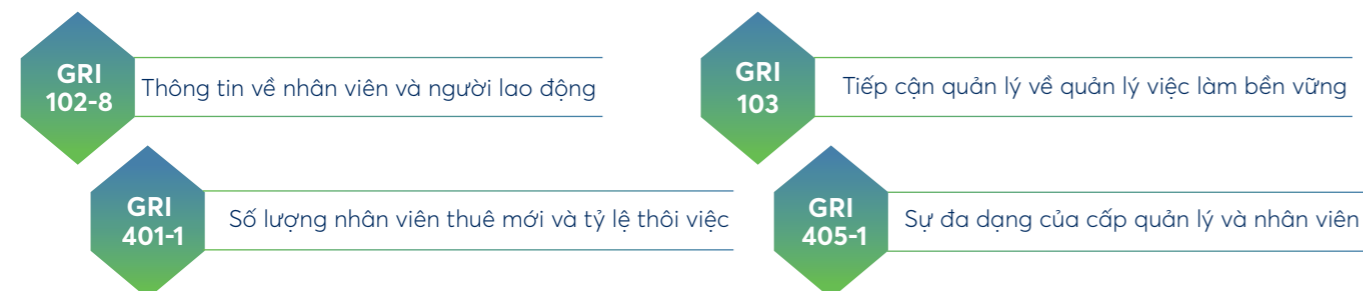 GRI
102-8
Thông tin về nhân viên và người lao động
GRI
103
Tiếp cận quản lý về quản lý việc làm bền vững
GRI
401-1
Số lượng nhân viên thuê mới và tỷ lệ thôi việc
GRI
405-1
Sự đa dạng của cấp quản lý và nhân viên